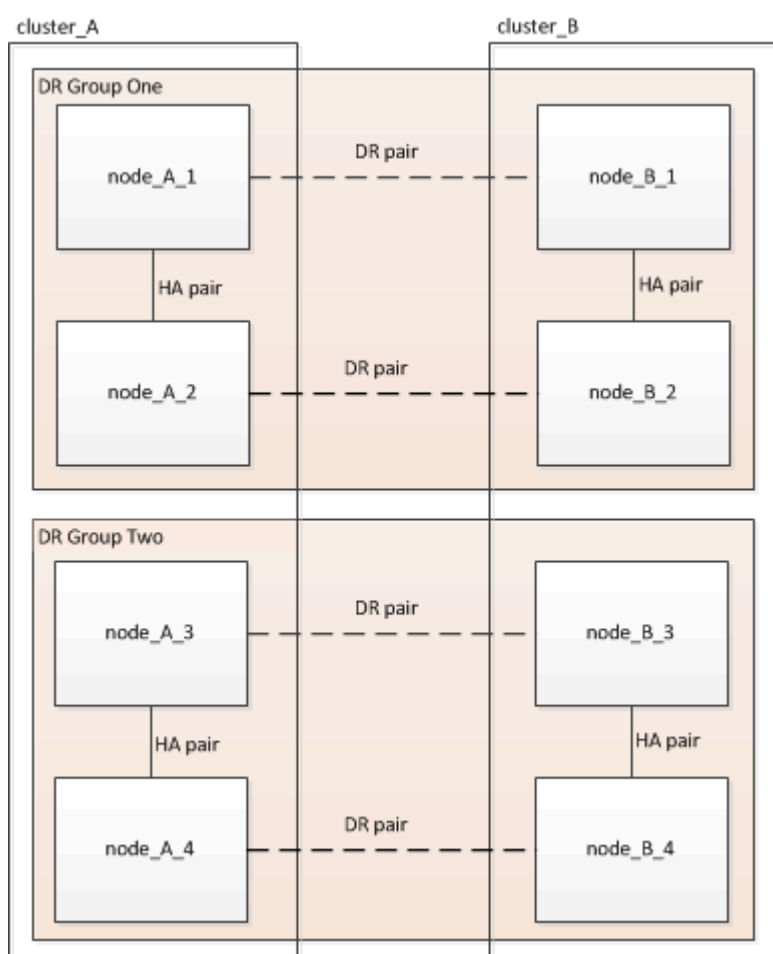 cluster_A
cluster_B
DR Group One
node_A_1
DR pair
node_B_1
HA pair
HA pair
node_A_2
DR pair
node_B_2
DR Group Two
node_A_3
DR pair
node_B_3
HA pair
HA pair
node_A_4
DR pair
node_B_4